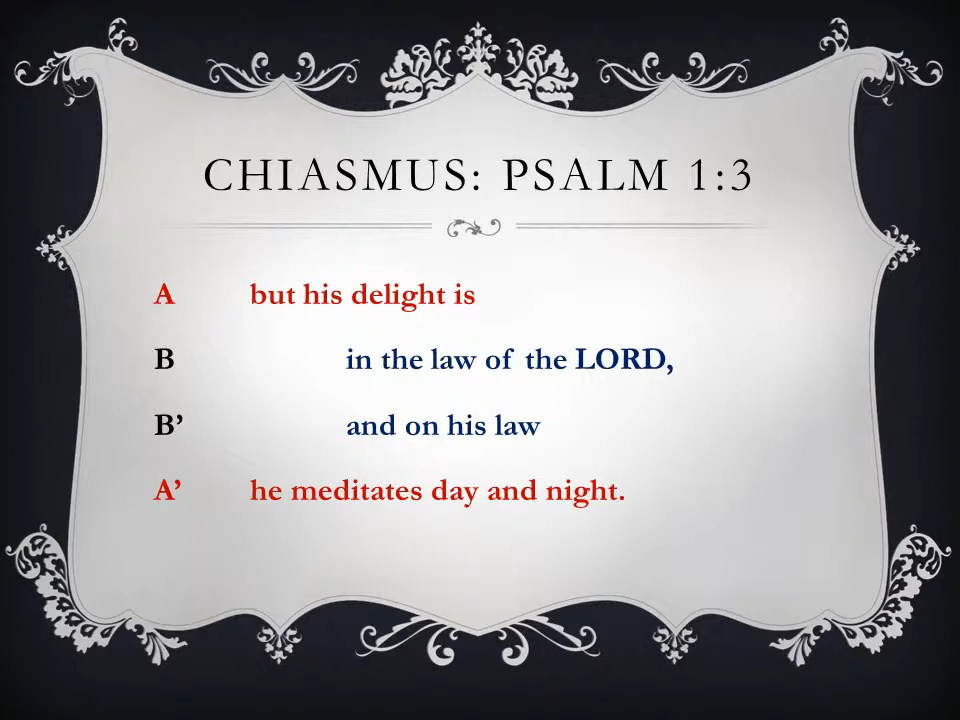 CHIASMUS: PSALM 1:3
A but his delight is
B in the law of the LORD,
B’ and on his law
A’ he meditates day and night.